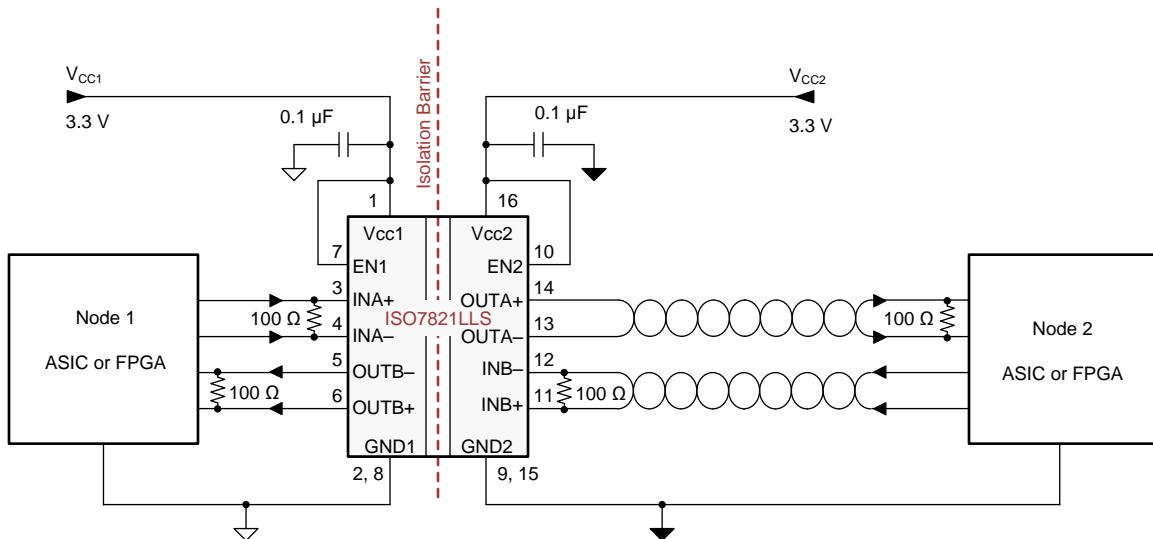 VCC1
3.3 V
0.1 µF
Isolation Barrier
VCC2
3.3 V
0.1 µF
1
16
Vcc1
Vcc2
7
EN1
10
EN2
3
INA+
14
OUTA+
100 Ω
4
INA–
ISO7821LLS
13
OUTA–
100 Ω
5
OUTB–
12
INB–
100 Ω
6
OUTB+
11
INB+
100 Ω
GND1
GND2
2, 8
9, 15
Node 1
ASIC or FPGA
Node 2
ASIC or FPGA